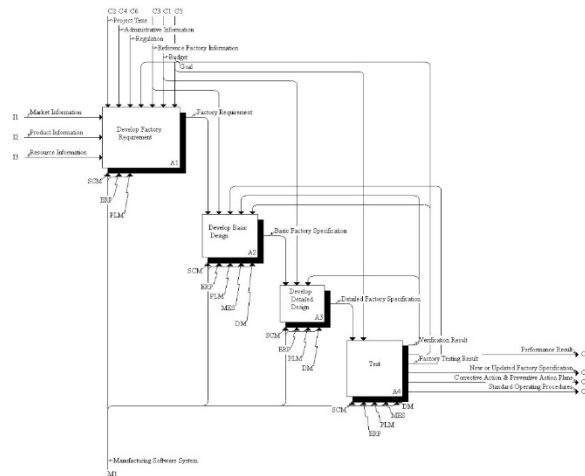 C2 C4 C6 C3 C1 C5
Project Time
Administrative Information
Regulation
Reference Factory Information
Budget
Goal
I1 Market Information
I2 Product Information
I3 Resource Information
Develop Factory
Requirement
A1
Factory Requirement
SCM
ERP
PLM
Develop Basic
Design
A2
Basic Factory Specification
SCM
ERP
PLM
MES
DM
Develop
Detailed
Design
A3
Detailed Factory Specification
SCM
ERP
PLM
DM
Test
A4
Verification Result
Performance Result
Factory Testing Result
New or Updated Factory Specification
Corrective Action & Preventive Action Plans
Standard Operating Procedures
SCM
ERP
PLM
MES
DM
Manufacturing Software System
M1